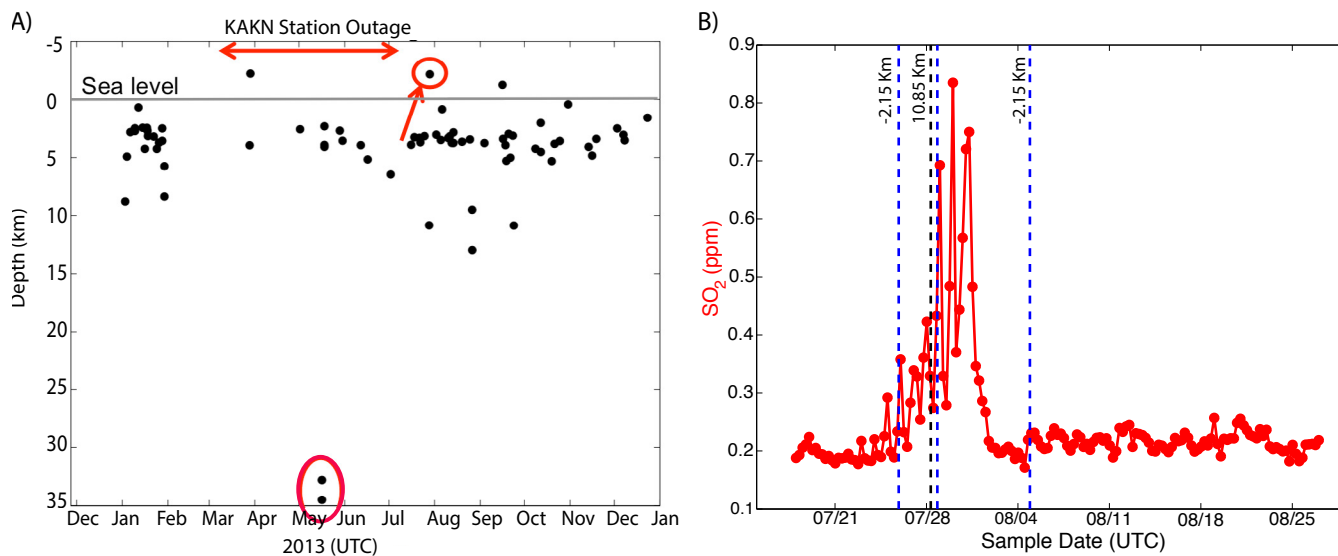 A)
KAKN Station Outage
Sea level
-5
0
5
10
15
20
25
30
35
Depth (km)
Dec Jan Feb Mar Apr May Jun Jul Aug Sep Oct Nov Dec Jan
2013 (UTC)
B)
0.9
0.8
0.7
0.6
0.5
0.4
0.3
0.2
0.1
SO2 (ppm)
-2.15 Km
10.85 Km
-2.15 Km
07/21 07/28 08/04 08/11 08/18 08/25
Sample Date (UTC)